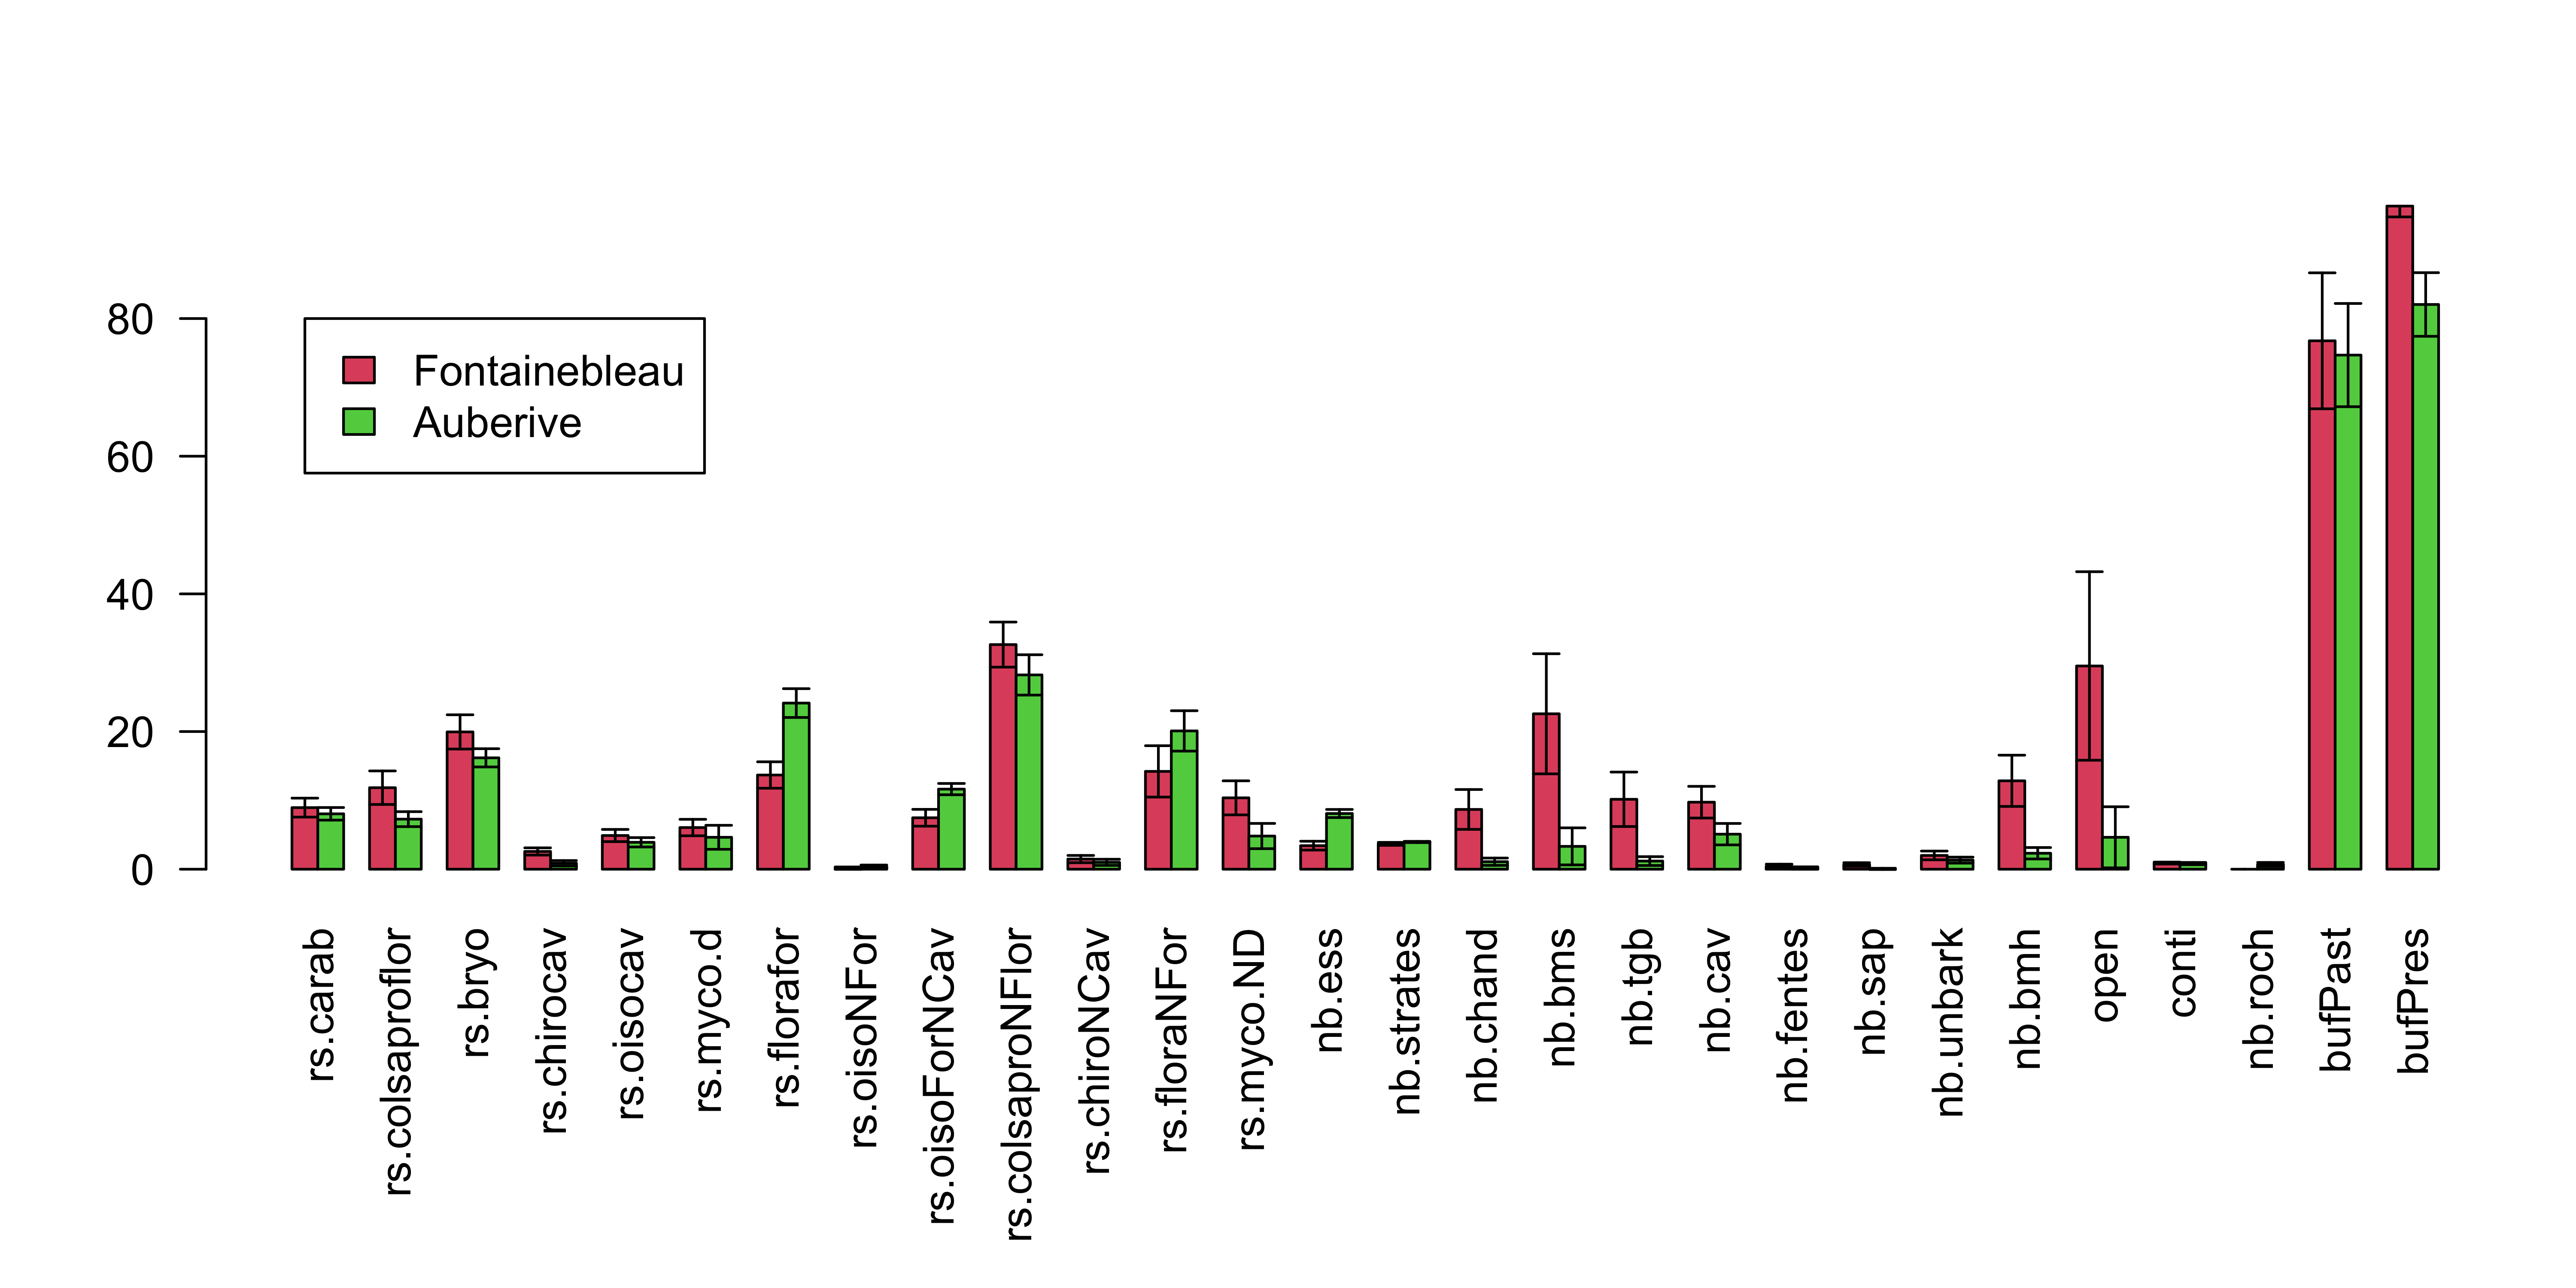 80
60
40
20
0
Fontainebleau
Auberive
rs.carab
rs.colsaproflor
rs.bryo
rs.chirocav
rs.oisocav
rs.myco.d
rs.florafor
rs.oisoNFor
rs.oisoForNCav
rs.colsaproNFlor
rs.chiroNCav
rs.floraNFor
rs.myco.ND
nb.ess
nb.strates
nb.chand
nb.bms
nb.tgb
nb.cav
nb.fentes
nb.sap
nb.unbark
nb.bmh
open
conti
nb.roch
bufPast
bufPres